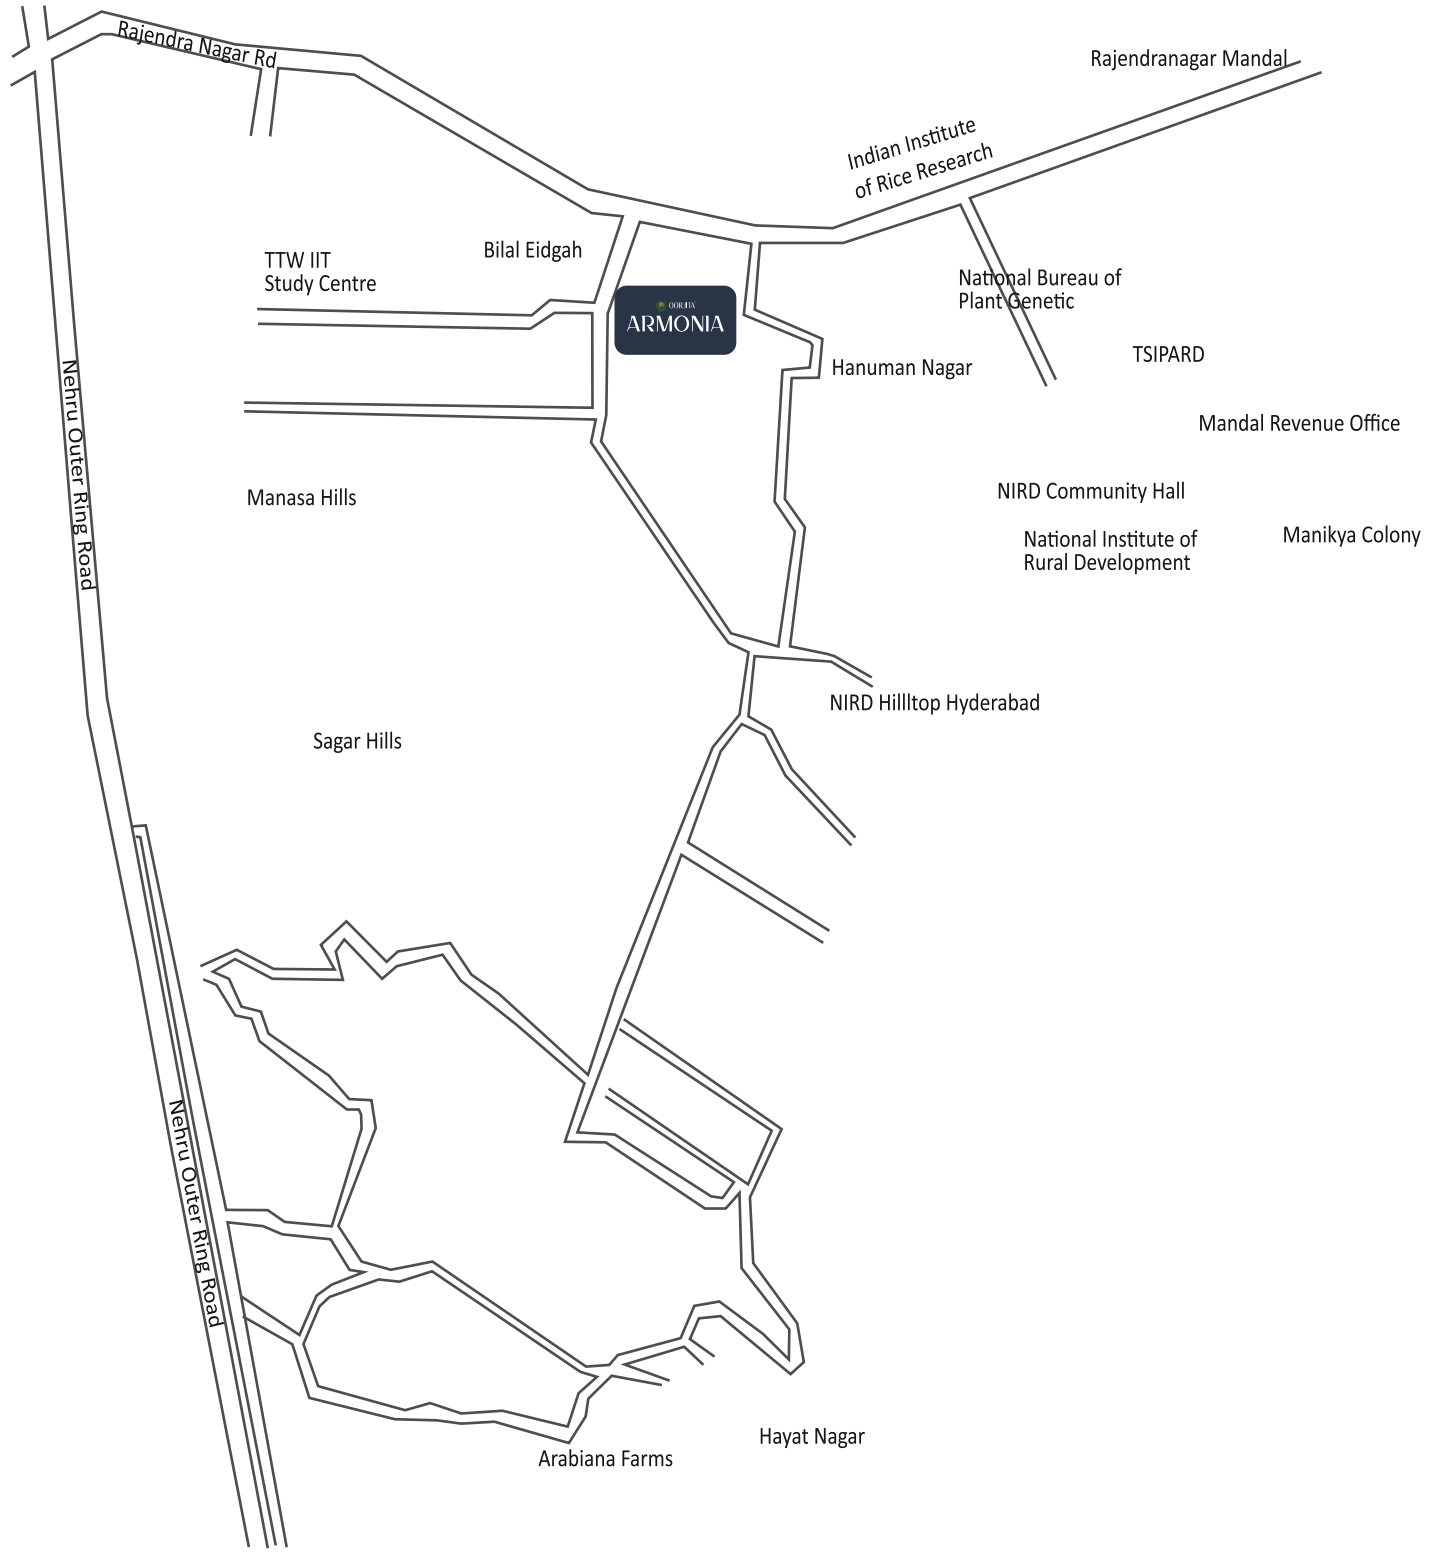 Rajendra Nagar Rd
Rajendranagar Mandal
Indian Institute
of Rice Research
Bilal Eidgah
TTW IIT
Study Centre
National Bureau of
Plant Genetic
OORJITA
ARMONIA
TSIPARD
Hanuman Nagar
Mandal Revenue Office
Nehru Outer Ring Road
Manasa Hills
NIRD Community Hall
National Institute of
Rural Development
Manikya Colony
NIRD Hillltop Hyderabad
Sagar Hills
Nehru Outer Ring Road
Hayat Nagar
Arabiana Farms